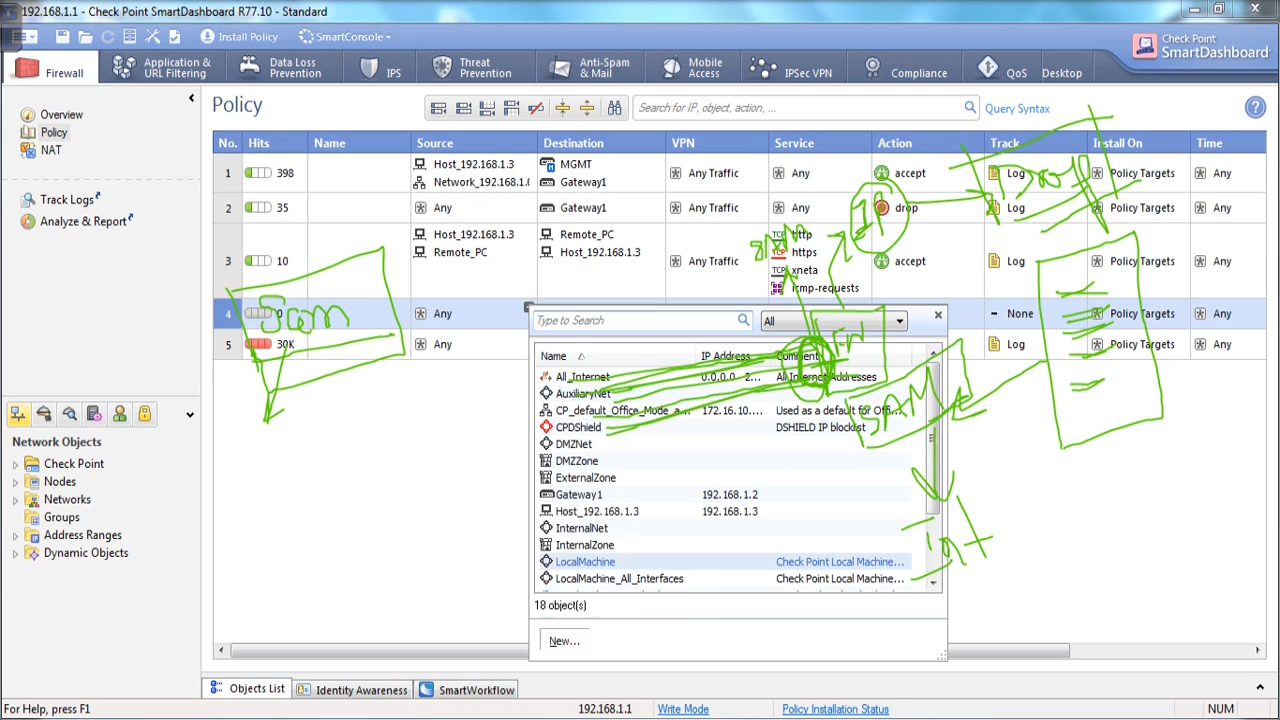 192.168.1.1 - Check Point SmartDashboard R77.10 - Standard
Install Policy SmartConsole
Check Point
SmartDashboard
Firewall
Application & URL Filtering
Data Loss Prevention
IPS
Threat Prevention
Anti-Spam & Mail
Mobile Access
IPSec VPN
Compliance
QoS
Desktop
Overview
Policy
NAT
Track Logs
Analyze & Report
Policy
Search for IP, object, action, ...
Query Syntax
No. Hits Name Source Destination VPN Service Action Track Install On Time
1 398 Host_192.168.1.3 MGMT Any Traffic Any accept Log Policy Targets Any
Network_192.168.1.0 Gateway1
2 35 Any Gateway1 Any Traffic Any drop Log Policy Targets Any
Host_192.168.1.3 Remote_PC http
3 10 Remote_PC Host_192.168.1.3 Any Traffic https accept Log Policy Targets Any
xneta
icmp-requests
4 0 Any None Policy Targets Any
5 30K Any Log Policy Targets Any
Sam
IP
Drop
FW
SAM
Int
Type to Search
All
Name IP Address Comment
All_Internet 0.0.0.0 2... All Internet Addresses
AuxiliaryNet
CP_default_Office_Mode_a... 172.16.10.... Used as a default for Offi...
CPDShield DSHIELD IP blocklist
DMZNet
DMZZone
ExternalZone
Gateway1 192.168.1.2
Host_192.168.1.3 192.168.1.3
InternalNet
InternalZone
LocalMachine Check Point Local Machine...
LocalMachine_All_Interfaces Check Point Local Machine...
18 object(s)
New...
Network Objects
Check Point
Nodes
Networks
Groups
Address Ranges
Dynamic Objects
Objects List Identity Awareness SmartWorkflow
For Help, press F1 192.168.1.1 Write Mode Policy Installation Status NUM